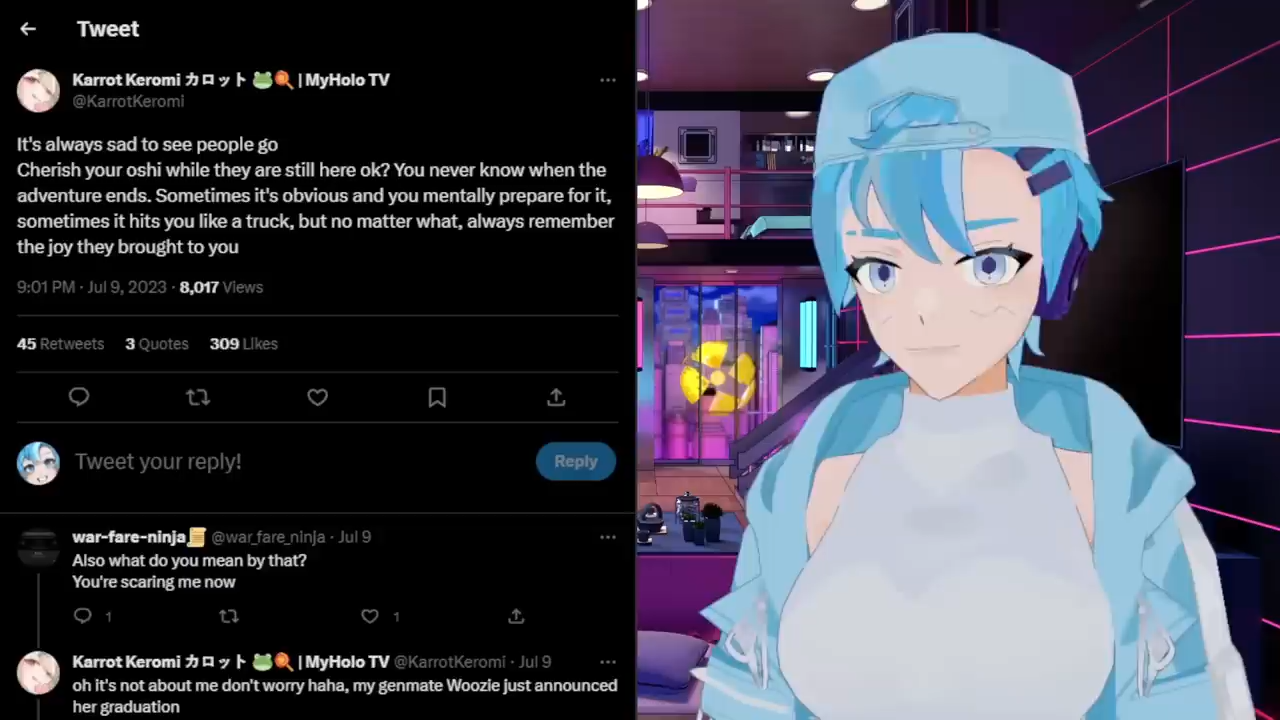 Tweet
Karrot Keromi カロット 🐸🏓 | MyHolo TV
@KarrotKeromi
It's always sad to see people go
Cherish your oshi while they are still here ok? You never know when the
adventure ends. Sometimes it's obvious and you mentally prepare for it,
sometimes it hits you like a truck, but no matter what, always remember
the joy they brought to you
9:01 PM · Jul 9, 2023 · 8,017 Views
45 Retweets 3 Quotes 309 Likes
Tweet your reply!
Reply
war-fare-ninja📜 @war_fare_ninja · Jul 9
Also what do you mean by that?
You're scaring me now
1 1
Karrot Keromi カロット 🐸🏓 | MyHolo TV @KarrotKeromi · Jul 9
oh it's not about me don't worry haha, my genmate Woozie just announced
her graduation